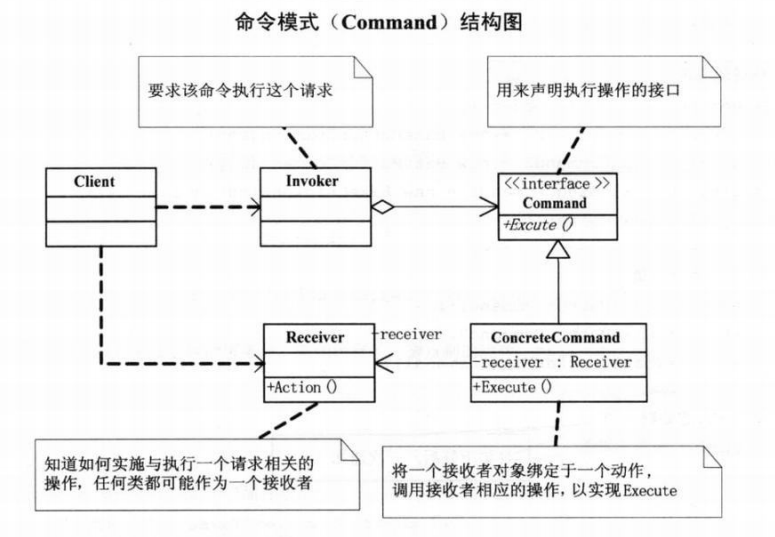 命令模式（Command）结构图
要求该命令执行这个请求
用来声明执行操作的接口
Client
Invoker
<<interface>>
Command
+Excute()
Receiver
-receiver
ConcreteCommand
-receiver : Receiver
+Action()
+Execute()
知道如何实施与执行一个请求相关的
操作，任何类都可能作为一个接收者
将一个接收者对象绑定于一个动作，
调用接收者相应的操作，以实现Execute